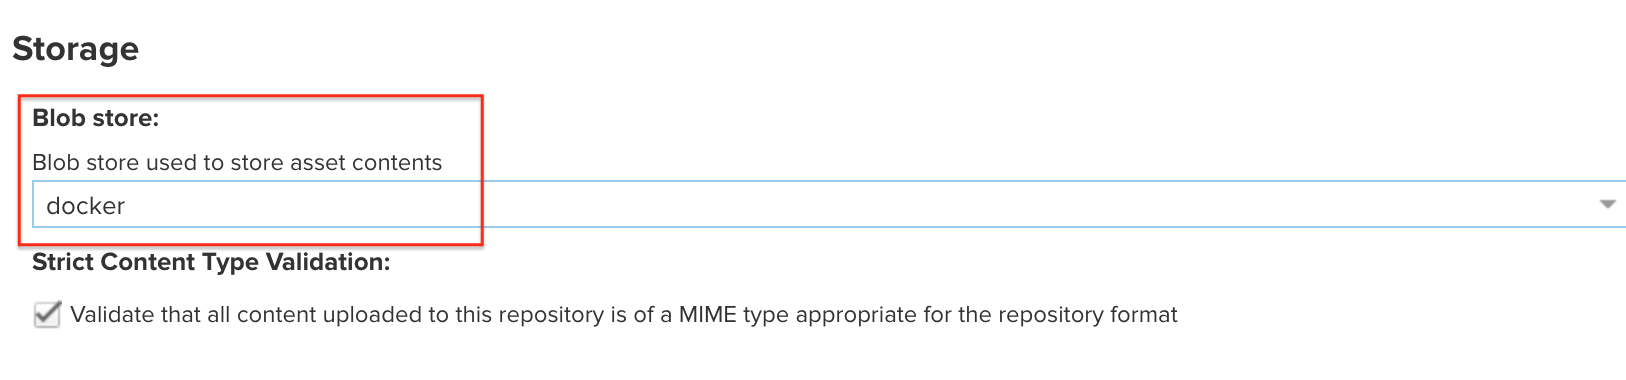 Storage
Blob store:
Blob store used to store asset contents
docker
Strict Content Type Validation:
Validate that all content uploaded to this repository is of a MIME type appropriate for the repository format